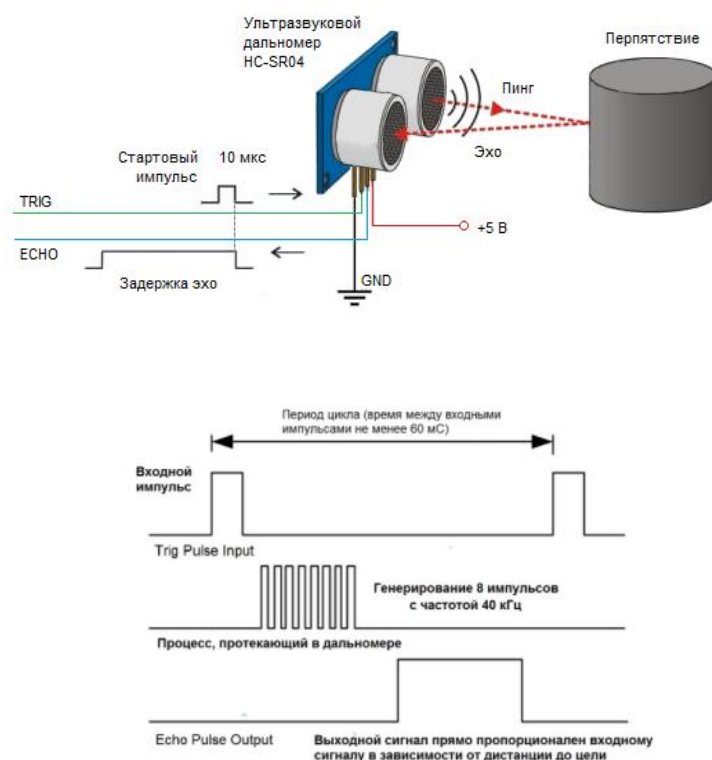 Ультразвуковой
дальномер
HC-SR04
Перпятствие
Пинг
Эхо
Стартовый 10 мкс
импульс
TRIG
+5 В
ECHO
Задержка эхо
GND
Период цикла (время между входными
импульсами не менее 60 мС)
Входной
импульс
Trig Pulse Input
Генерирование 8 импульсов
с частотой 40 кГц
Процесс, протекающий в дальномере
Echo Pulse Output
Выходной сигнал прямо пропорционален входному
сигналу в зависимости от дистанции до цели